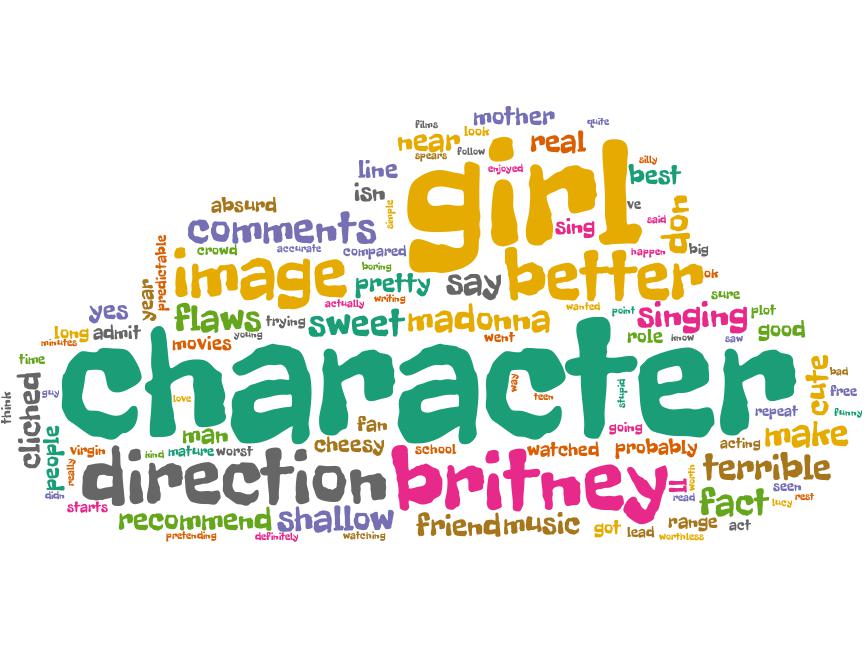 mother
films
quite
near
look
real
spears
follow
silly
line
girl
enjoyed
best
isn
absurd
simple
ve
comments
sing
said
don
crowd
accurate
compared
happen
big
predictable
image
boring
pretty
say
better
ok
year
actually
writing
sure
yes
flaws
trying
sweet
madonna
wanted
point
singing
plot
long
admit
young
went
role
know
saw
good
minutes
movies
time
character
think
cliched
guy
love
way
teen
stupid
cute
bad
free
people
man
fan
going
repeat
funny
virgin
kind
mature
worst
cheesy
school
watched
probably
acting
make
really
direction
britney
IT
worth
terrible
didn
read
seen
starts
fact
lucy
rest
recommend
shallow
friend
music
got
lead
range
act
pretending
definitely
watching
worthless